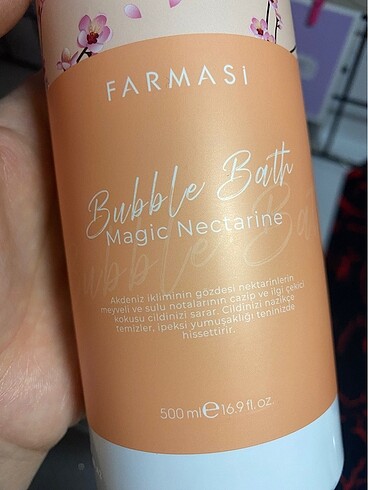 FARMASi
Bubble Bath
Magic Nectarine
Akdeniz ikliminin gözdesi nektarinlerin
meyveli ve sulu notalarının cazip ve ilgi çekici
kokusu cildinizi sarar. Cildinizi nazikçe
temizler, ipeksi yumuşaklığı teninizde
hissettirir.
500 ml℮16.9 fl. oz.